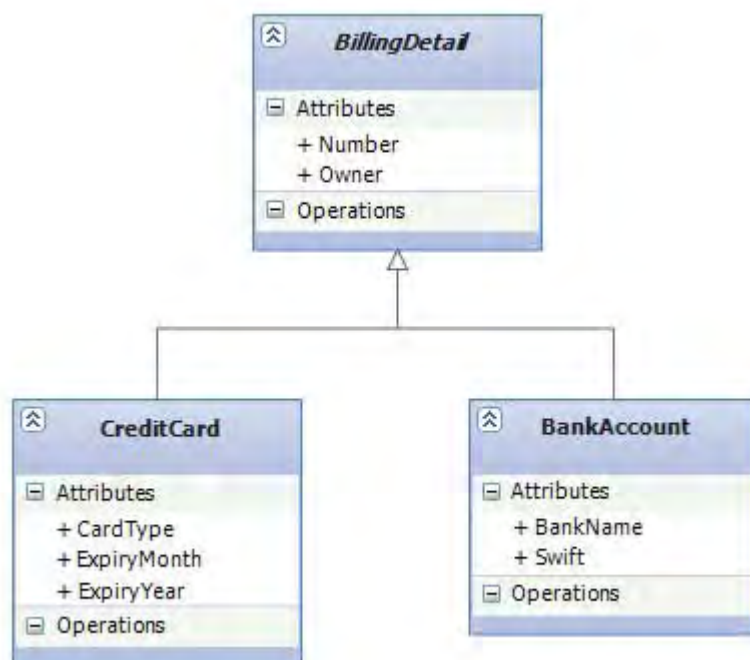 BillingDetail
Attributes
+ Number
+ Owner
Operations
CreditCard
Attributes
+ CardType
+ ExpiryMonth
+ ExpiryYear
Operations
BankAccount
Attributes
+ BankName
+ Swift
Operations